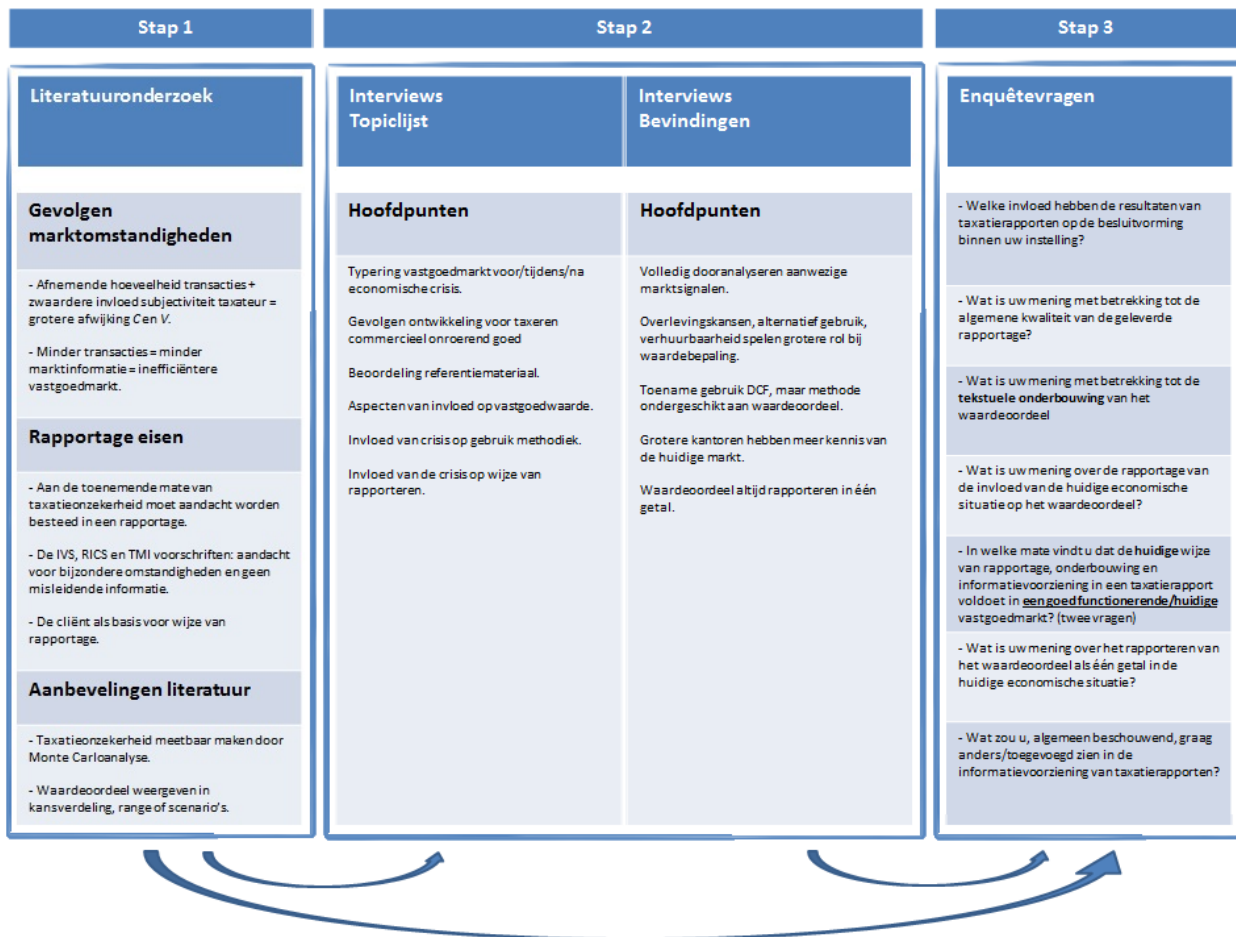 Stap 1
Stap 2
Stap 3
Literatuuronderzoek
Gevolgen
marktomstandigheden
- Afnemende hoeveelheid transacties +
zwaardere invloed subjectiviteit taxateur =
grotere afwijking C en V.
- Minder transacties = minder
marktinformatie = inefficiëntere
vastgoedmarkt.
Rapportage eisen
- Aan de toenemende mate van
taxatieonzekerheid moet aandacht worden
besteed in een rapportage.
- De IVS, RICS en TMI voorschriften: aandacht
voor bijzondere omstandigheden en geen
misleidende informatie.
- De cliënt als basis voor wijze van
rapportage.
Aanbevelingen literatuur
- Taxatieonzekerheid meetbaar maken door
Monte Carloanalyse.
- Waardeoordeel weergeven in
kansverdeling, range of scenario's.
Interviews
Topiclijst
Hoofdpunten
Typering vastgoedmarkt voor/tijdens/na
economische crisis.
Gevolgen ontwikkeling voor taxeren
commercieel onroerend goed
Beoordeling referentiemateriaal.
Aspecten van invloed op vastgoedwaarde.
Invloed van crisis op gebruik methodiek.
Invloed van de crisis op wijze van
rapporteren.
Interviews
Bevindingen
Hoofdpunten
Volledig dooranalyseren aanwezige
marktsignalen.
Overlevingskansen, alternatief gebruik,
verhuurbaarheid spelen grotere rol bij
waardebepaling.
Toename gebruik DCF, maar methode
ondergeschikt aan waardeoordeel.
Grotere kantoren hebben meer kennis van
de huidige markt.
Waardeoordeel altijd rapporteren in één
getal.
Enquêtevragen
- Welke invloed hebben de resultaten van
taxatierapporten op de besluitvorming
binnen uw instelling?
- Wat is uw mening met betrekking tot de
algemene kwaliteit van de geleverde
rapportage?
- Wat is uw mening met betrekking tot de
tekstuele onderbouwing van het
waardeoordeel
- Wat is uw mening over de rapportage van
de invloed van de huidige economische
situatie op het waardeoordeel?
- In welke mate vindt u dat de huidige wijze
van rapportage, onderbouwing en
informatievoorziening in een taxatierapport
voldoet in een goed functionerende/huidige
vastgoedmarkt? (twee vragen)
- Wat is uw mening over het rapporteren van
het waardeoordeel als één getal in de
huidige economische situatie?
- Wat zou u, algemeen beschouwend, graag
anders/toegevoegd zien in de
informatievoorziening van taxatierapporten?